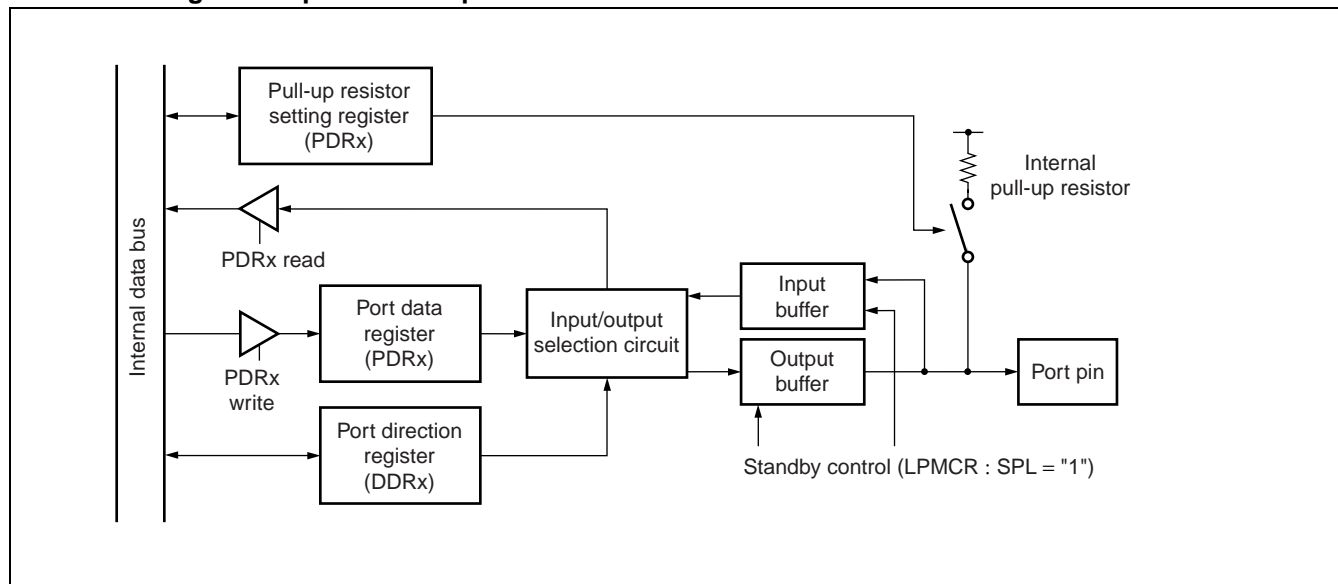 Internal data bus
Pull-up resistor
setting register
(PDRx)
Internal
pull-up resistor
PDRx read
Port data
register
(PDRx)
Input/output
selection circuit
Input
buffer
Output
buffer
Port pin
PDRx
write
Port direction
register
(DDRx)
Standby control (LPMCR : SPL = "1")